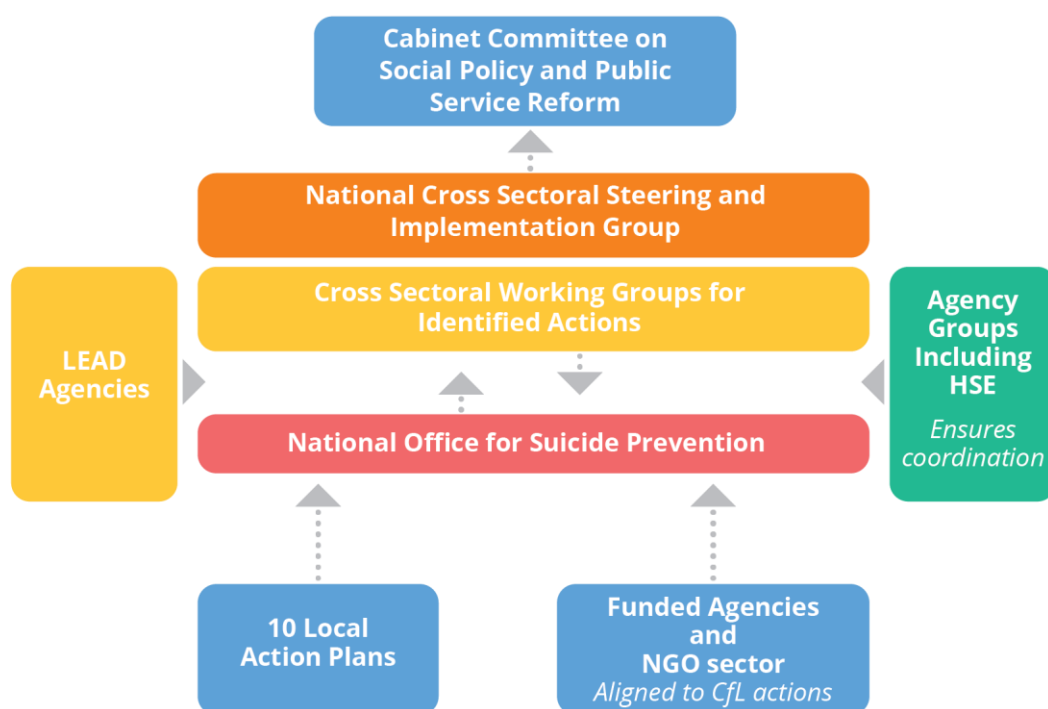 Cabinet Committee on
Social Policy and Public
Service Reform
National Cross Sectoral Steering and
Implementation Group
Cross Sectoral Working Groups for
Identified Actions
LEAD
Agencies
Agency
Groups
Including
HSE
Ensures
coordination
National Office for Suicide Prevention
10 Local
Action Plans
Funded Agencies
and
NGO sector
Aligned to CfL actions